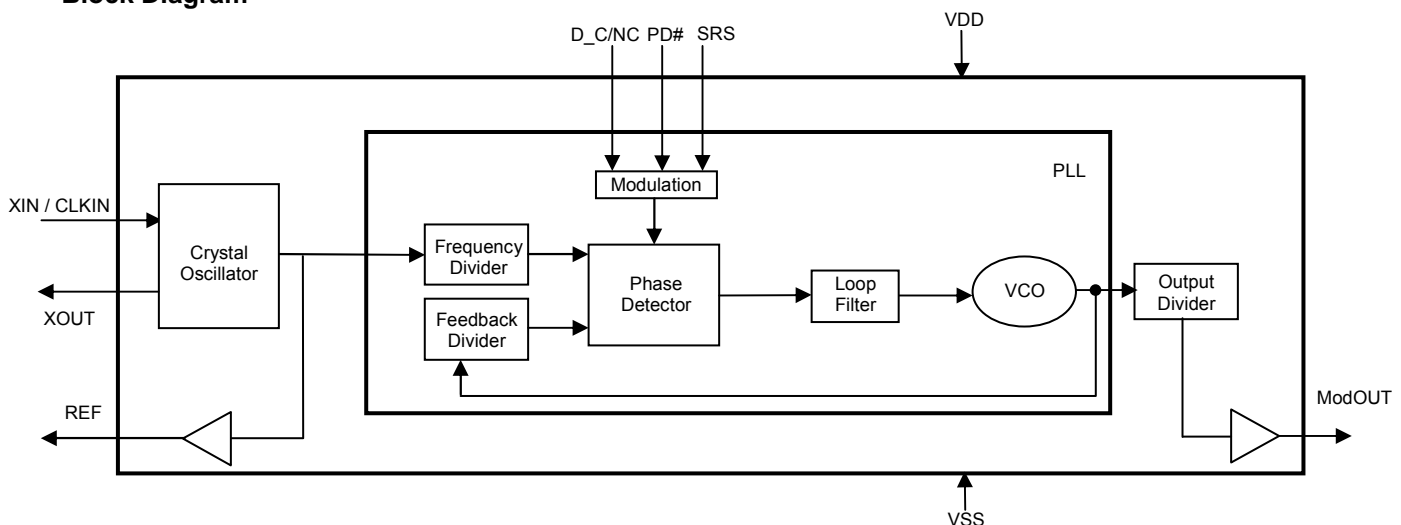 Block Diagram
VDD
D_C/NC PD# SRS
PLL
Modulation
XIN / CLKIN
Crystal
Oscillator
Frequency
Divider
Phase
Detector
Loop
Filter
VCO
Output
Divider
XOUT
Feedback
Divider
REF
ModOUT
VSS